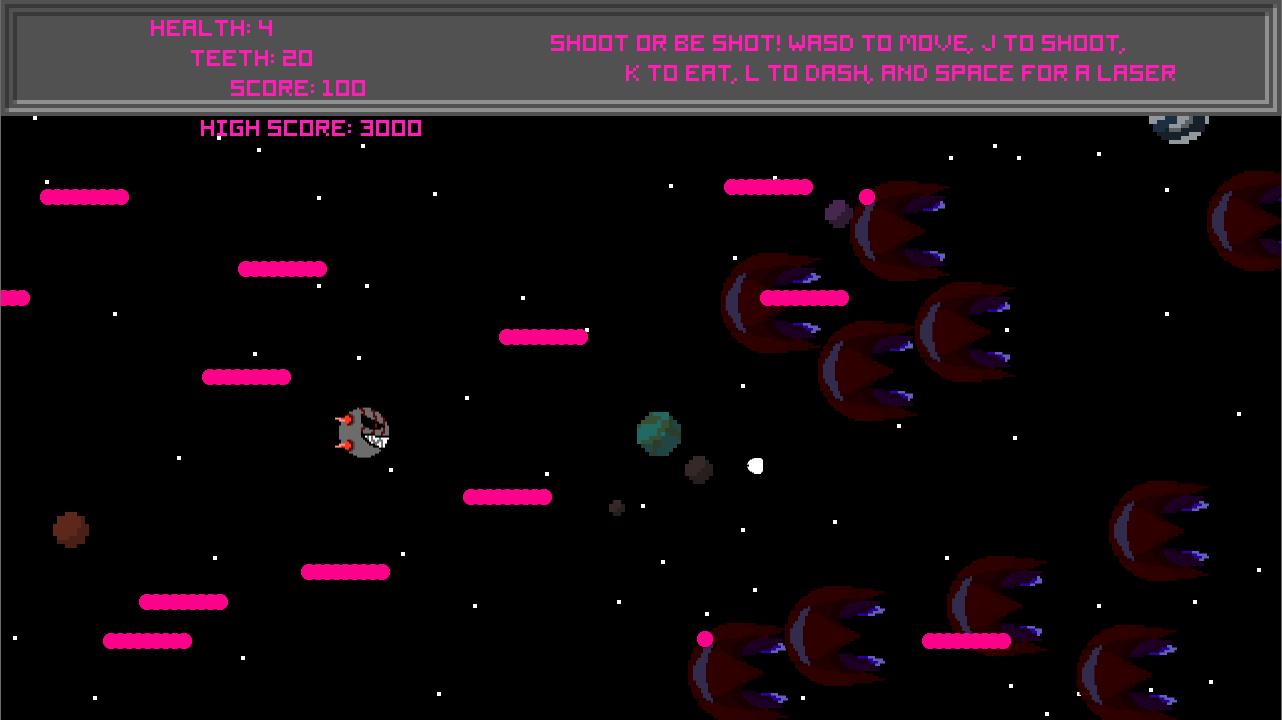 HEALTH: 4
TEETH: 20
SCORE: 100
HIGH SCORE: 3000
SHOOT OR BE SHOT! WASD TO MOVE, J TO SHOOT,
K TO EAT, L TO DASH, AND SPACE FOR A LASER